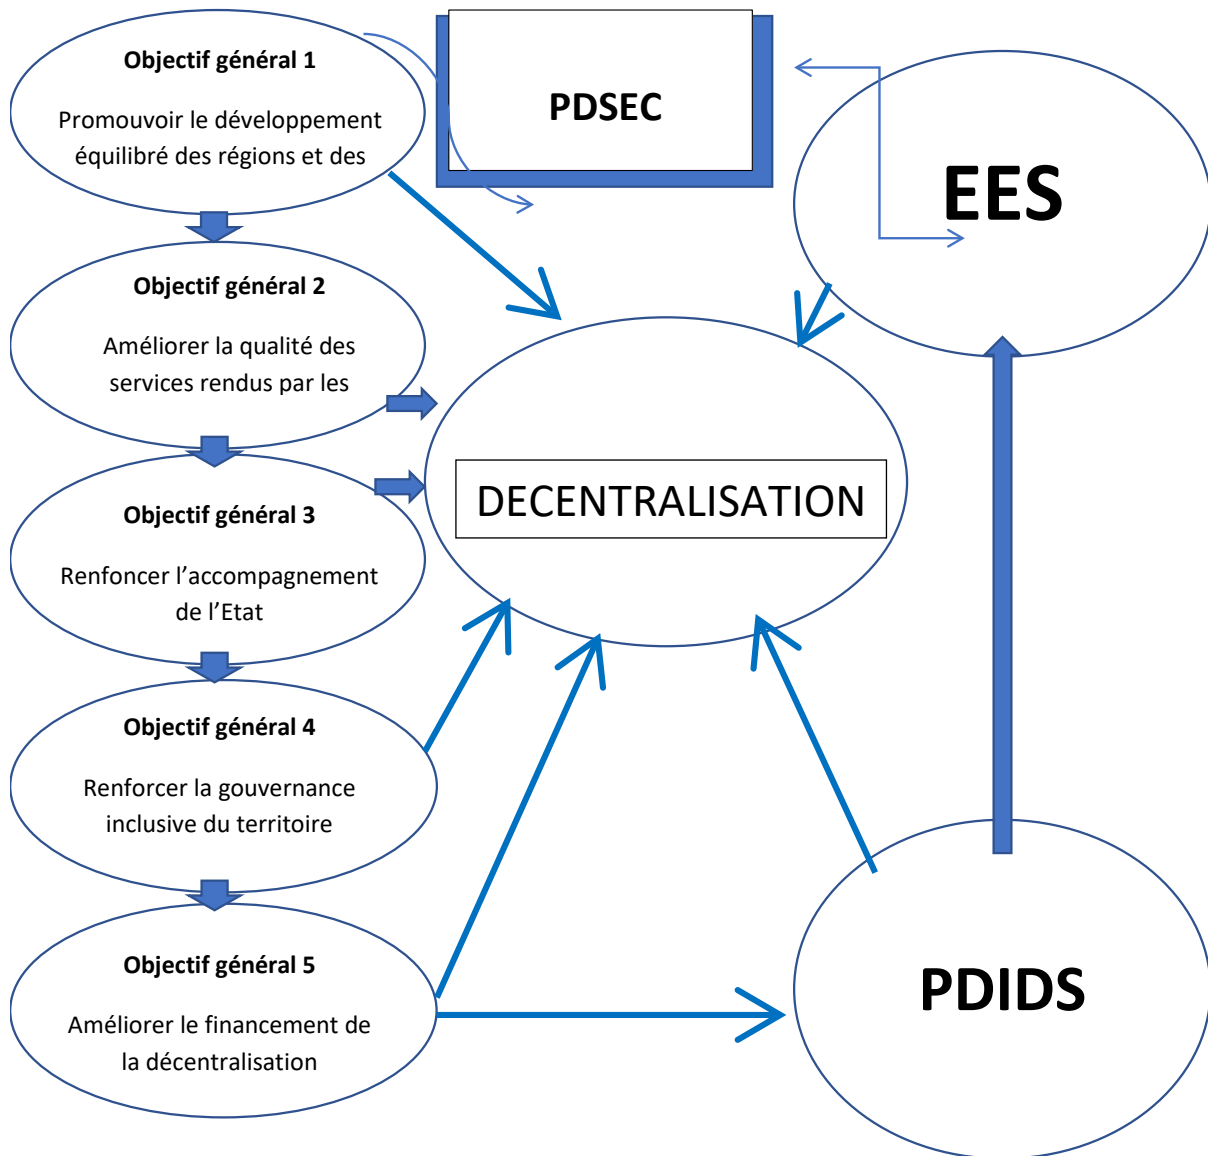 Objectif général 1
Promouvoir le développement
équilibré des régions et des
PDSEC
EES
Objectif général 2
Améliorer la qualité des
services rendus par les
DECENTRALISATION
Objectif général 3
Renfoncer l’accompagnement
de l’Etat
Objectif général 4
Renforcer la gouvernance
inclusive du territoire
Objectif général 5
Améliorer le financement de
la décentralisation
PDIDS